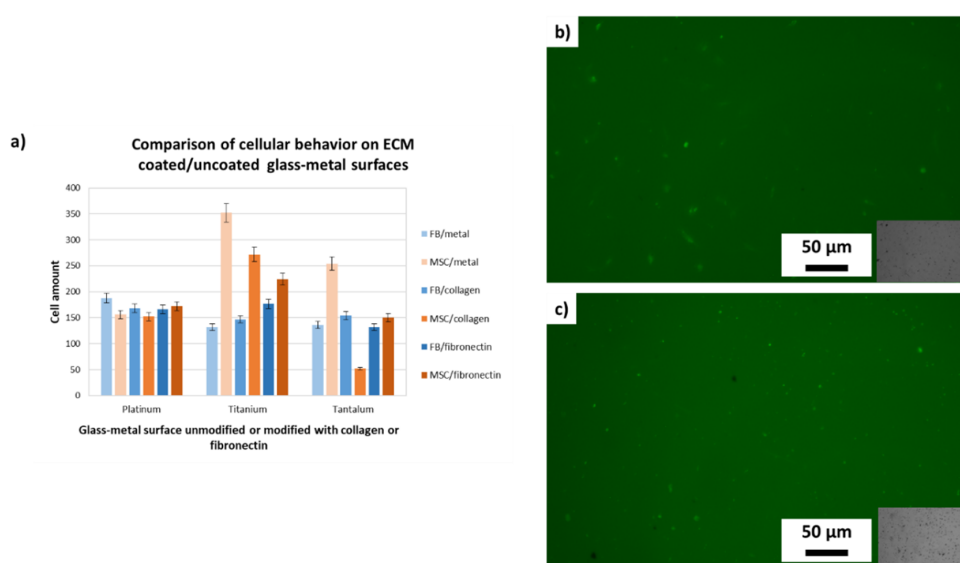 a)
Comparison of cellular behavior on ECM
coated/uncoated glass-metal surfaces
400
350
300
250
200
150
100
50
0
Cell amount
Platinum
Titanium
Tantalum
Glass-metal surface unmodified or modified with collagen or
fibronectin
FB/metal
MSC/metal
FB/collagen
MSC/collagen
FB/fibronectin
MSC/fibronectin
b)
50 µm
c)
50 µm